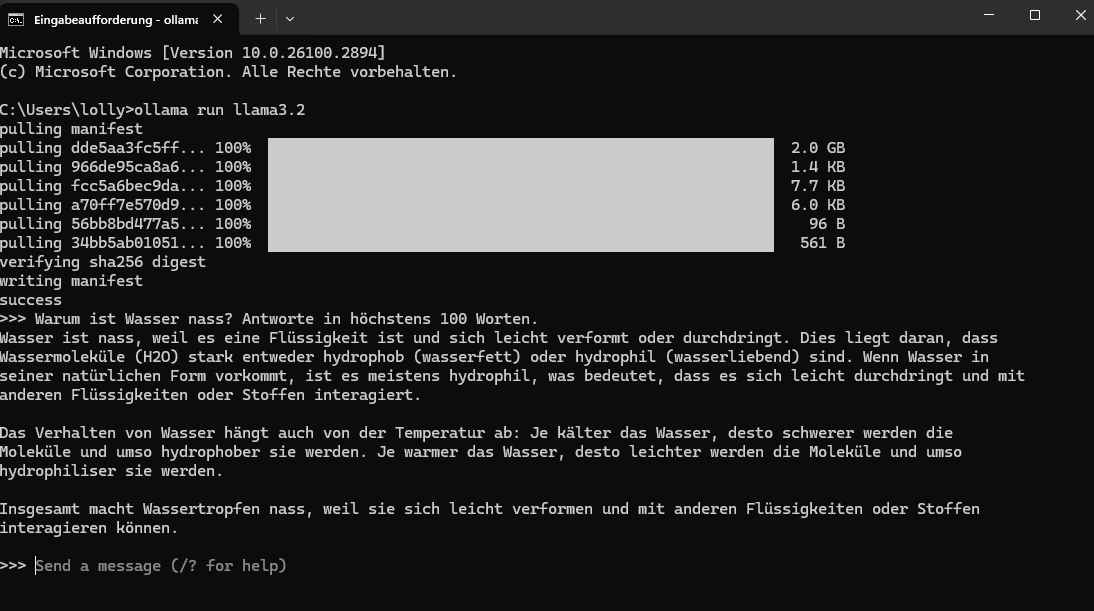 Eingabeaufforderung - ollama
Microsoft Windows [Version 10.0.26100.2894]
(c) Microsoft Corporation. Alle Rechte vorbehalten.
C:\Users\lolly>ollama run llama3.2
pulling manifest
pulling dde5aa3fc5ff... 100% 2.0 GB
pulling 966de95ca8a6... 100% 1.4 KB
pulling fcc5a6bec9da... 100% 7.7 KB
pulling a70ff7e570d9... 100% 6.0 KB
pulling 56bb8bd477a5... 100% 96 B
pulling 34bb5ab01051... 100% 561 B
verifying sha256 digest
writing manifest
success
>>> Warum ist Wasser nass? Antworte in höchstens 100 Worten.
Wasser ist nass, weil es eine Flüssigkeit ist und sich leicht verformt oder durchdringt. Dies liegt daran, dass
Wassermoleküle (H2O) stark entweder hydrophob (wasserfett) oder hydrophil (wasserliebend) sind. Wenn Wasser in
seiner natürlichen Form vorkommt, ist es meistens hydrophil, was bedeutet, dass es sich leicht durchdringt und mit
anderen Flüssigkeiten oder Stoffen interagiert.
Das Verhalten von Wasser hängt auch von der Temperatur ab: Je kälter das Wasser, desto schwerer werden die
Moleküle und umso hydrophober sie werden. Je warmer das Wasser, desto leichter werden die Moleküle und umso
hydrophiliser sie werden.
Insgesamt macht Wassertropfen nass, weil sie sich leicht verformen und mit anderen Flüssigkeiten oder Stoffen
interagieren können.
>>> Send a message (/? for help)